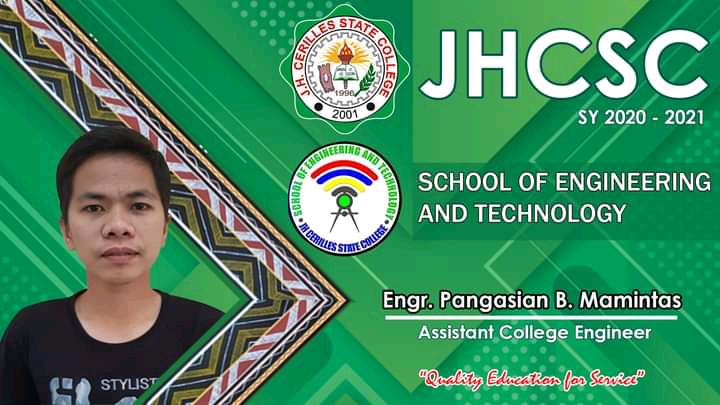 J.H. CERILLES STATE COLLEGE
1996
2001
JHCSC
SY 2020 - 2021
SCHOOL OF ENGINEERING AND TECHNOLOGY
JH CERILLES STATE COLLEGE
SCHOOL OF ENGINEERING
AND TECHNOLOGY
Engr. Pangasian B. Mamintas
Assistant College Engineer
"Quality Education for Service"
STYLIST